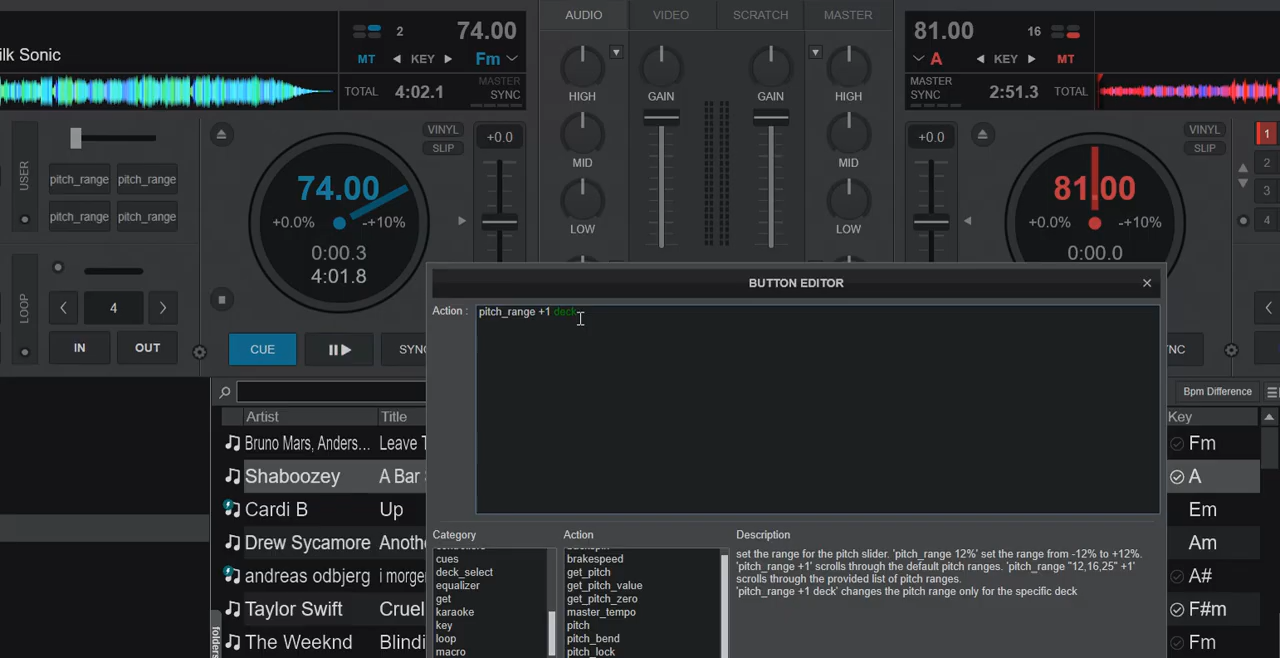 AUDIO VIDEO SCRATCH MASTER
ilk Sonic
2 74.00
MT KEY Fm
TOTAL 4:02.1 MASTER SYNC
81.00 16
A KEY MT
MASTER SYNC 2:51.3 TOTAL
HIGH GAIN GAIN HIGH
MID MID
LOW LOW
USER
pitch_range pitch_range
pitch_range pitch_range
VINYL
SLIP
+0.0
74.00
+0.0% -+10%
0:00.3
4:01.8
+0.0
VINYL
SLIP
81.00
+0.0% -+10%
0:00.0
1
2
3
4
LOOP
4
IN OUT
CUE SYNC
NC
BUTTON EDITOR
Action : pitch_range +1 deck
Bpm Difference
Artist Title
Key
Bruno Mars, Anders... Leave T
Fm
Shaboozey A Bar
A
Cardi B Up
Em
Drew Sycamore Anoth
Am
andreas odbjerg i morge
A#
Taylor Swift Cruel
F#m
The Weeknd Blindi
Fm
folders
Category
controllers
cues
deck_select
equalizer
get
karaoke
key
loop
macro
Action
backspin
brakespeed
get_pitch
get_pitch_value
get_pitch_zero
master_tempo
pitch
pitch_bend
pitch_lock
Description
set the range for the pitch slider. 'pitch_range 12%' set the range from -12% to +12%.
'pitch_range +1' scrolls through the default pitch ranges. 'pitch_range "12,16,25" +1'
scrolls through the provided list of pitch ranges.
'pitch_range +1 deck' changes the pitch range only for the specific deck